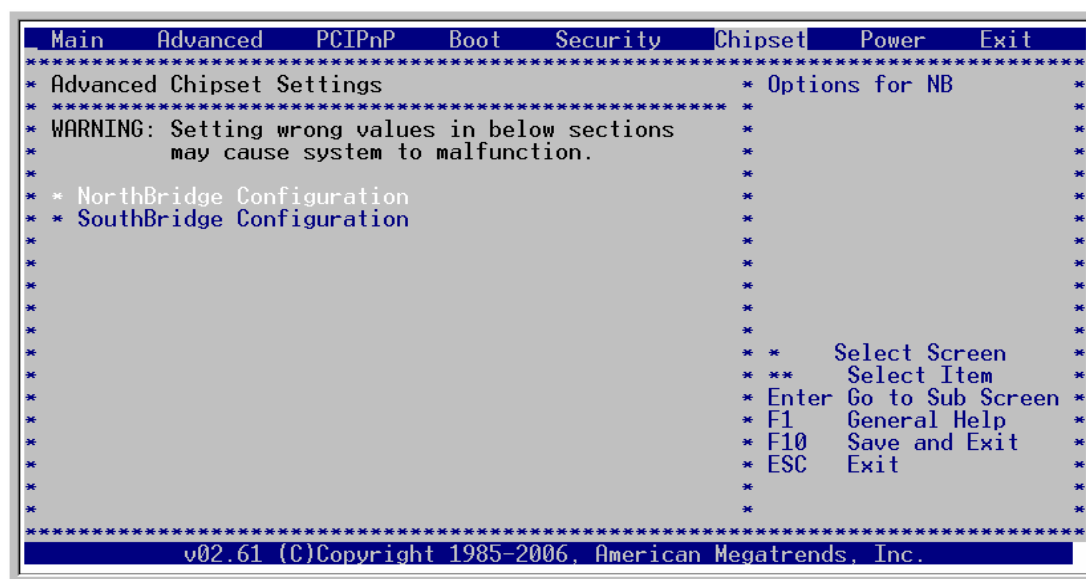 Main Advanced PCIPnP Boot Security Chipset Power Exit
********************************************************************************
* Advanced Chipset Settings * Options for NB *
* *************************************************** * *
* WARNING: Setting wrong values in below sections * *
* may cause system to malfunction. * *
* * *
* * NorthBridge Configuration * *
* * SouthBridge Configuration * *
* * *
* * *
* * *
* * *
* * *
* * * Select Screen *
* * ** Select Item *
* * Enter Go to Sub Screen *
* * F1 General Help *
* * F10 Save and Exit *
* * ESC Exit *
* * *
* * *
********************************************************************************
v02.61 (C)Copyright 1985-2006, American Megatrends, Inc.